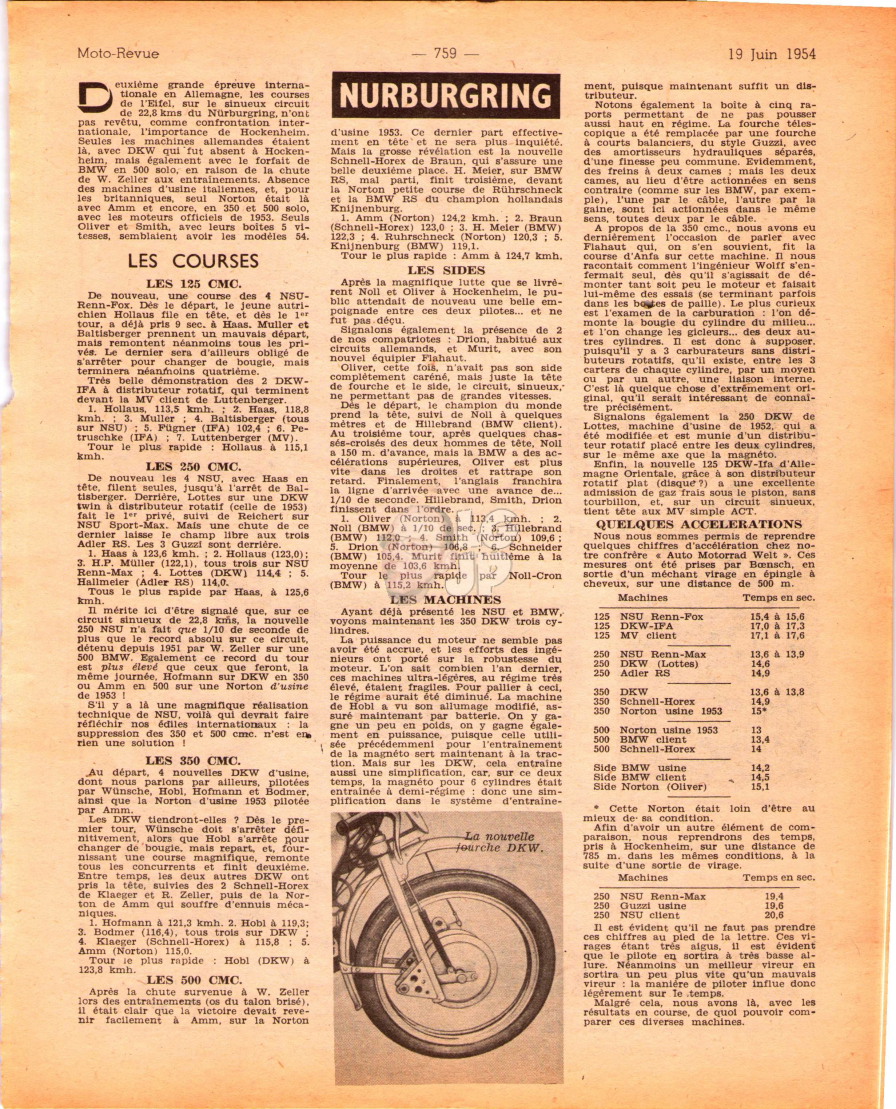 Moto-Revue
— 759 —
19 Juin 1954
Deuxième grande épreuve interna-
tionale en Allemagne, les courses
de l'Eifel, sur le sinueux circuit
de 22,8 kms du Nürburgring, n'ont
pas revêtu, comme confrontation inter-
nationale, l'importance de Hockenheim.
Seules les machines allemandes étaient
là, avec DKW qui fut absent à Hocken-
heim, mais également avec le forfait de
BMW en 500 solo, en raison de la chute
de W. Zeller aux entraînements. Absence
des machines d'usine italiennes, et, pour
les britanniques, seul Norton était là
avec Amm et encore, en 350 et 500 solo,
avec les moteurs officiels de 1953. Seuls
Oliver et Smith, avec leurs boîtes 5 vi-
tesses, semblaient avoir les modèles 54.
LES COURSES
LES 125 CMC.
De nouveau, une course des 4 NSU-
Renn-Fox. Dès le départ, le jeune autri-
chien Hollaus file en tête, et dès le 1er
tour, a déjà pris 9 sec. à Haas. Muller et
Baltisberger prennent un mauvais départ,
mais remontent néanmoins tous les pri-
vés. Le dernier sera d'ailleurs obligé de
s'arrêter pour changer de bougie, mais
terminera néanmoins quatrième.
Très belle démonstration des 2 DKW-
IFA à distributeur rotatif, qui terminent
devant la MV client de Luttenberger.
1. Hollaus, 113,5 kmh. ; 2. Haas, 118,8
kmh. ; 3. Muller ; 4. Baltisberger (tous
sur NSU) ; 5. Fügner (IFA) 102,4 ; 6. Pe-
truschke (IFA) ; 7. Luttenberger (MV).
Tour le plus rapide : Hollaus à 115,1
kmh.
LES 250 CMC.
De nouveau les 4 NSU, avec Haas en
tête, filent seules, jusqu'à l'arrêt de Bal-
tisberger. Derrière, Lottes sur une DKW
twin à distributeur rotatif (celle de 1953)
fait le 1er privé, suivi de Reichert sur
NSU Sport-Max. Mais une chute de ce
dernier laisse le champ libre aux trois
Adler RS. Les 3 Guzzi sont derrière.
1. Haas à 123,6 kmh. ; 2. Hollaus (123,0) ;
3. H.P. Müller (122,1), tous trois sur NSU
Renn-Max ; 4. Lottes (DKW) 114,4 ; 5.
Hallmeier (Adler RS) 114,0.
Tous le plus rapide par Haas, à 125,6
kmh.
Il mérite ici d'être signalé que, sur ce
circuit sinueux de 22,8 kms, la nouvelle
250 NSU n'a fait que 1/10 de seconde de
plus que le record absolu sur ce circuit,
détenu depuis 1951 par W. Zeller sur une
500 BMW. Egalement ce record du tour
est plus élevé que ceux que feront, la
même journée, Hofmann sur DKW en 350
ou Amm en 500 sur une Norton d'usine
de 1953 !
S'il y a là une magnifique réalisation
technique de NSU, voilà qui devrait faire
réfléchir nos édiles internationaux : la
suppression des 350 et 500 cmc. n'est en
rien une solution !
LES 350 CMC.
Au départ, 4 nouvelles DKW d'usine,
dont nous parlons par ailleurs, pilotées
par Wünsche, Hobl, Hofmann et Bodmer,
ainsi que la Norton d'usine 1953 pilotée
par Amm.
Les DKW tiendront-elles ? Dès le pre-
mier tour, Wünsche doit s'arrêter défi-
nitivement, alors que Hobl s'arrête pour
changer de bougie, mais repart, et, four-
nissant une course magnifique, remonte
tous les concurrents et finit deuxième.
Entre temps, les deux autres DKW ont
pris la tête, suivies des 2 Schnell-Horex
de Klaeger et R. Zeller, puis de la Nor-
ton de Amm qui souffre d'ennuis méca-
niques.
1. Hofmann à 121,3 kmh. 2. Hobl à 119,3;
3. Bodmer (116,4), tous trois sur DKW ;
4. Klaeger (Schnell-Horex) à 115,8 ; 5.
Amm (Norton) 115,0.
Tour le plus rapide : Hobl (DKW) à
123,8 kmh.
LES 500 CMC.
Après la chute survenue à W. Zeller
lors des entraînements (os du talon brisé),
il était clair que la victoire devait reve-
nir facilement à Amm, sur la Norton
NURBURGRING
d'usine 1953. Ce dernier part effective-
ment en tête et ne sera plus inquiété.
Mais la grosse révélation est la nouvelle
Schnell-Horex de Braun, qui s'assure une
belle deuxième place. H. Meier, sur BMW
RS, mal parti, finit troisième, devant
la Norton petite course de Rührschneck
et la BMW RS du champion hollandais
Knijnenburg.
1. Amm (Norton) 124,2 kmh. ; 2. Braun
(Schnell-Horex) 123,0 ; 3. H. Meier (BMW)
122,3 ; 4. Ruhrschneck (Norton) 120,3 ; 5.
Knijnenburg (BMW) 119,1.
Tour le plus rapide : Amm à 124,7 kmh.
LES SIDES
Après la magnifique lutte que se livrè-
rent Noll et Oliver à Hockenheim, le pu-
blic attendait de nouveau une belle em-
poignade entre ces deux pilotes... et ne
fut pas déçu.
Signalons également la présence de 2
de nos compatriotes : Drion, habitué aux
circuits allemands, et Murit, avec son
nouvel équipier Flahaut.
Oliver, cette fois, n'avait pas son side
complètement caréné, mais juste la tête
de fourche et le side, le circuit, sinueux,
ne permettant pas de grandes vitesses.
Dès le départ, le champion du monde
prend la tête, suivi de Noll à quelques
mètres et de Hillebrand (BMW client).
Au troisième tour, après quelques chas-
sés-croisés des deux hommes de tête, Noll
a 150 m. d'avance, mais la BMW a des ac-
célérations supérieures, Oliver est plus
vite dans les droites et rattrape son
retard. Finalement, l'anglais franchira
la ligne d'arrivée avec une avance de...
1/10 de seconde. Hillebrand, Smith, Drion
finissent dans l'ordre.
1. Oliver (Norton) 113,4 kmh. ; 2.
Noll (BMW) à 1/10 de sec. ; 3. Hillebrand
(BMW) 112,0 ; 4. Smith (Norton) 109,6 ;
5. Drion (Norton) 106,8 ; 6. Schneider
(BMW) 105,4. Murit finit huitième à la
moyenne de 103,6 kmh.
Tour le plus rapide par Noll-Cron
(BMW) à 115,2 kmh.
LES MACHINES
Ayant déjà présenté les NSU et BMW,
voyons maintenant les 350 DKW trois cy-
lindres.
La puissance du moteur ne semble pas
avoir été accrue, et les efforts des ingé-
nieurs ont porté sur la robustesse du
moteur. L'on sait combien l'an dernier,
ces machines ultra-légères, au régime très
élevé, étaient fragiles. Pour pallier à ceci,
le régime aurait été diminué. La machine
de Hobl a vu son allumage modifié, as-
suré maintenant par batterie. On y ga-
gne un peu en poids, on y gagne égale-
ment en puissance, puisque celle utili-
sée précédemment pour l'entraînement
de la magnéto sert maintenant à la trac-
tion. Mais sur les DKW, cela entraîne
aussi une simplification, car, sur ce deux
temps, la magnéto pour 6 cylindres était
entraînée à demi-régime : donc une sim-
plification dans le système d'entraîne-
La nouvelle
fourche DKW.
ment, puisque maintenant suffit un dis-
tributeur.
Notons également la boîte à cinq ra-
ports permettant de ne pas pousser
aussi haut en régime. La fourche téles-
copique a été remplacée par une fourche
à courts balanciers, du style Guzzi, avec
des amortisseurs hydrauliques séparés,
d'une finesse peu commune. Evidemment,
des freins à deux cames ; mais les deux
cames, au lieu d'être actionnées en sens
contraire (comme sur les BMW, par exem-
ple), l'une par le câble, l'autre par la
gaine, sont ici actionnées dans le même
sens, toutes deux par le câble.
A propos de la 350 cmc., nous avons eu
dernièrement l'occasion de parler avec
Flahaut qui, on s'en souvient, fit la
course d'Anfa sur cette machine. Il nous
racontait comment l'ingénieur Wolff s'en-
fermait seul, dès qu'il s'agissait de dé-
monter tant soit peu le moteur et faisait
lui-même des essais (se terminant parfois
dans les bottes de paille). Le plus curieux
est l'examen de la carburation : l'on dé-
monte la bougie du cylindre du milieu...
et l'on change les gicleurs... des deux au-
tres cylindres. Il est donc à supposer,
puisqu'il y a 3 carburateurs sans distri-
buteurs rotatifs, qu'il existe, entre les 3
carters de chaque cylindre, par un moyen
ou par un autre, une liaison interne.
C'est là quelque chose d'extrêmement ori-
ginal, qu'il serait intéressant de connaî-
tre précisément.
Signalons également la 250 DKW de
Lottes, machine d'usine de 1952, qui a
été modifiée et est munie d'un distribu-
teur rotatif placé entre les deux cylindres,
sur le même axe que la magnéto.
Enfin, la nouvelle 125 DKW-Ifa d'Alle-
magne Orientale, grâce à son distributeur
rotatif plat (disque ?) a une excellente
admission de gaz frais sous le piston, sans
tourbillon, et, sur un circuit sinueux,
tient tête aux MV simple ACT.
QUELQUES ACCELERATIONS
Nous nous sommes permis de reprendre
quelques chiffres d'accélération chez no-
tre confrère « Auto Motorrad Welt ». Ces
mesures ont été prises par Bœnsch, en
sortie d'un méchant virage en épingle à
cheveux, sur une distance de 500 m.
Machines Temps en sec.
125 NSU Renn-Fox 15,4 à 15,6
125 DKW-IFA 17,0 à 17,3
125 MV client 17,1 à 17,6
250 NSU Renn-Max 13,6 à 13,9
250 DKW (Lottes) 14,6
250 Adler RS 14,9
350 DKW 13,6 à 13,8
350 Schnell-Horex 14,9
350 Norton usine 1953 15*
500 Norton usine 1953 13
500 BMW client 13,4
500 Schnell-Horex 14
Side BMW usine 14,2
Side BMW client 14,5
Side Norton (Oliver) 15,1
* Cette Norton était loin d'être au
mieux de sa condition.
Afin d'avoir un autre élément de com-
paraison, nous reprendrons des temps,
pris à Hockenheim, sur une distance de
785 m. dans les mêmes conditions, à la
suite d'une sortie de virage.
Machines Temps en sec.
250 NSU Renn-Max 19,4
250 Guzzi usine 19,6
250 NSU client 20,6
Il est évident qu'il ne faut pas prendre
ces chiffres au pied de la lettre. Ces vi-
rages étant très aigus, il est évident
que le pilote en sortira à très basse al-
lure. Néanmoins un meilleur vireur en
sortira un peu plus vite qu'un mauvais
vireur : la manière de piloter influe donc
légèrement sur le temps.
Malgré cela, nous avons là, avec les
résultats en course, de quoi pouvoir com-
parer ces diverses machines.